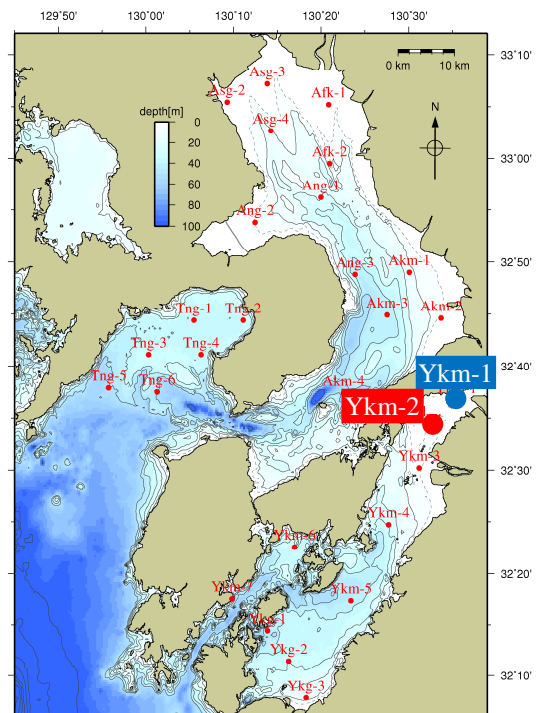 129°50' 130°00' 130°10' 130°20' 130°30'
33°10'
33°00'
32°50'
32°40'
32°30'
32°20'
32°10'
0 km 10 km
N
depth[m]
0
20
40
60
80
100
Asg-3
Asg-2
Afk-1
Asg-4
Afk-2
Ang-1
Ang-2
Ang-3
Akm-1
Akm-3
Akm-2
Tng-1
Tng-2
Tng-3
Tng-4
Tng-5
Tng-6
Akm-4
Ykm-1
Ykm-2
Ykm-3
Ykm-4
Ykm-6
Ykm-7
Ykm-5
Ykg-1
Ykg-2
Ykg-3